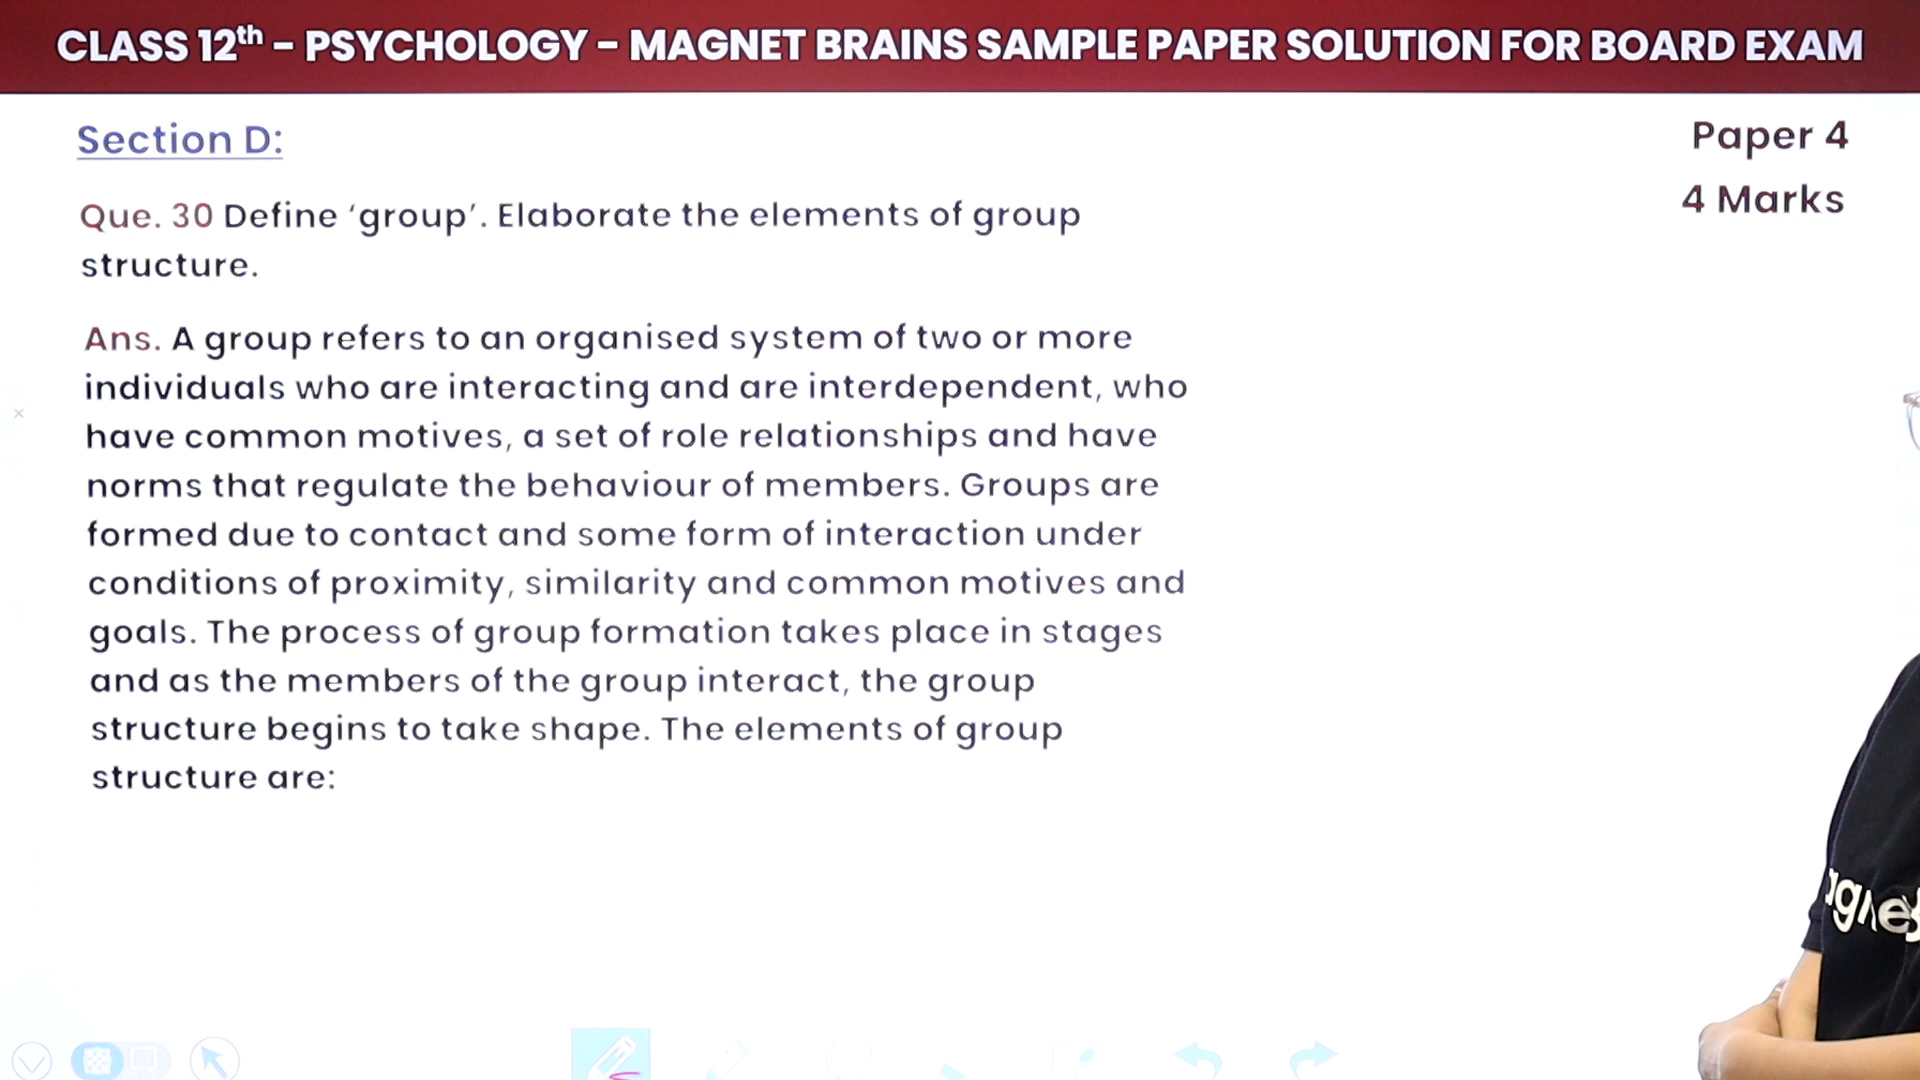 CLASS 12th – PSYCHOLOGY – MAGNET BRAINS SAMPLE PAPER SOLUTION FOR BOARD EXAM
Section D:
Paper 4
4 Marks
Que. 30 Define ‘group’. Elaborate the elements of group
structure.
Ans. A group refers to an organised system of two or more
individuals who are interacting and are interdependent, who
have common motives, a set of role relationships and have
norms that regulate the behaviour of members. Groups are
formed due to contact and some form of interaction under
conditions of proximity, similarity and common motives and
goals. The process of group formation takes place in stages
and as the members of the group interact, the group
structure begins to take shape. The elements of group
structure are: